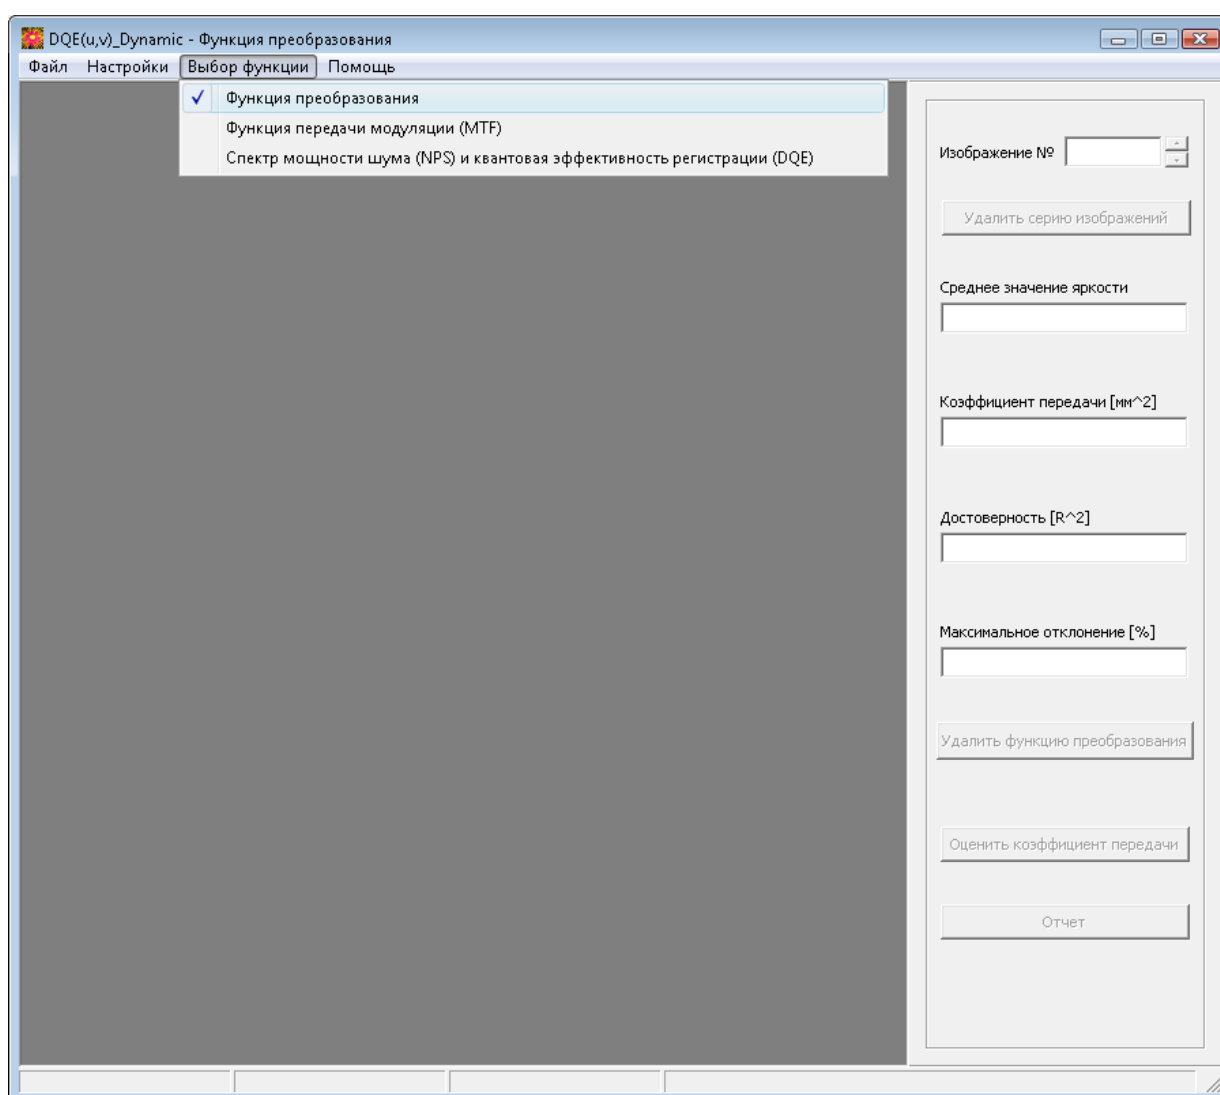 DQE(u,v)_Dynamic - Функция преобразования
Файл Настройки Выбор функции Помощь
Функция преобразования
Функция передачи модуляции (MTF)
Спектр мощности шума (NPS) и квантовая эффективность регистрации (DQE)
Изображение №
Удалить серию изображений
Среднее значение яркости
Коэффициент передачи [мм^2]
Достоверность [R^2]
Максимальное отклонение [%]
Удалить функцию преобразования
Оценить коэффициент передачи
Отчет